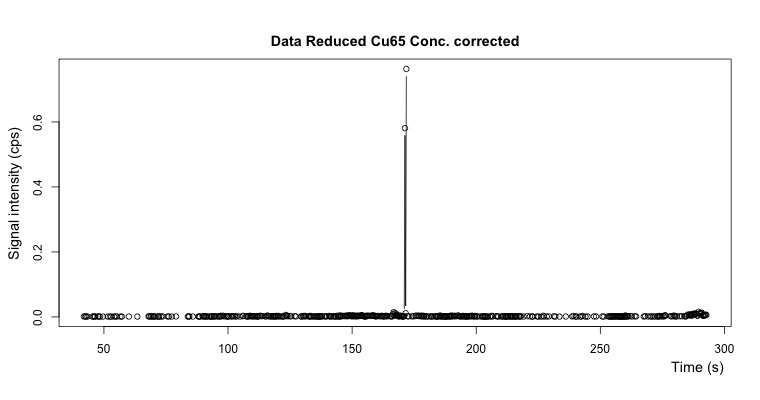 Data Reduced Cu65 Conc. corrected
Signal intensity (cps)
0.6
0.4
0.2
0.0
50 100 150 200 250 300
Time (s)